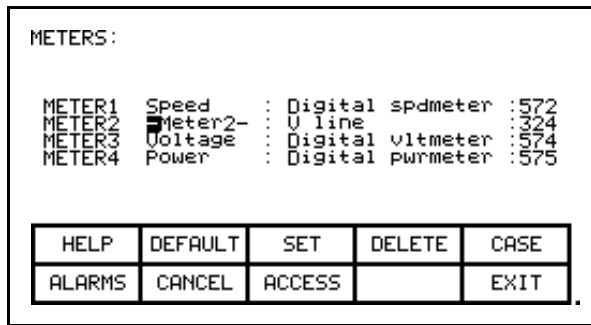 METERS:
METER1 Speed : Digital spdmeter :572
METER2 -Meter2- : V line :324
METER3 Voltage : Digital vltmeter :574
METER4 Power : Digital pwrmeter :575
HELP DEFAULT SET DELETE CASE
ALARMS CANCEL ACCESS EXIT